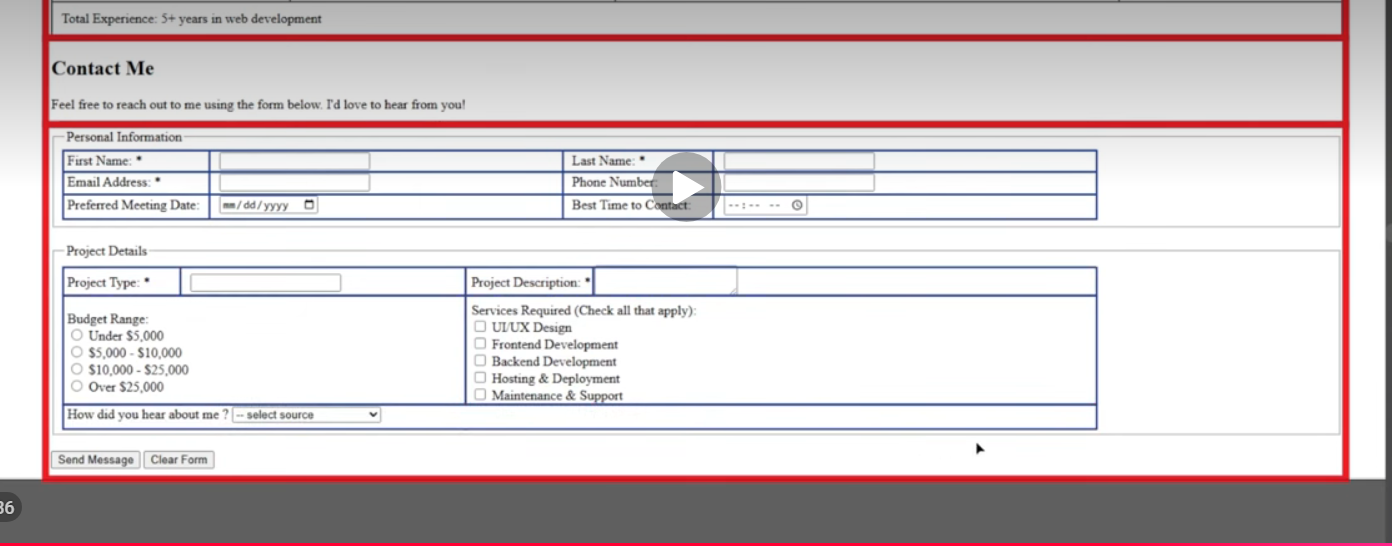 Total Experience: 5+ years in web development
Contact Me
Feel free to reach out to me using the form below. I'd love to hear from you!
Personal Information
First Name: * Last Name: *
Email Address: * Phone Number:
Preferred Meeting Date: mm/dd/yyyy Best Time to Contact: --:-- --
Project Details
Project Type: * Project Description: *
Budget Range:
Under $5,000
$5,000 - $10,000
$10,000 - $25,000
Over $25,000
Services Required (Check all that apply):
UI/UX Design
Frontend Development
Backend Development
Hosting & Deployment
Maintenance & Support
How did you hear about me ? -- select source
Send Message Clear Form
36